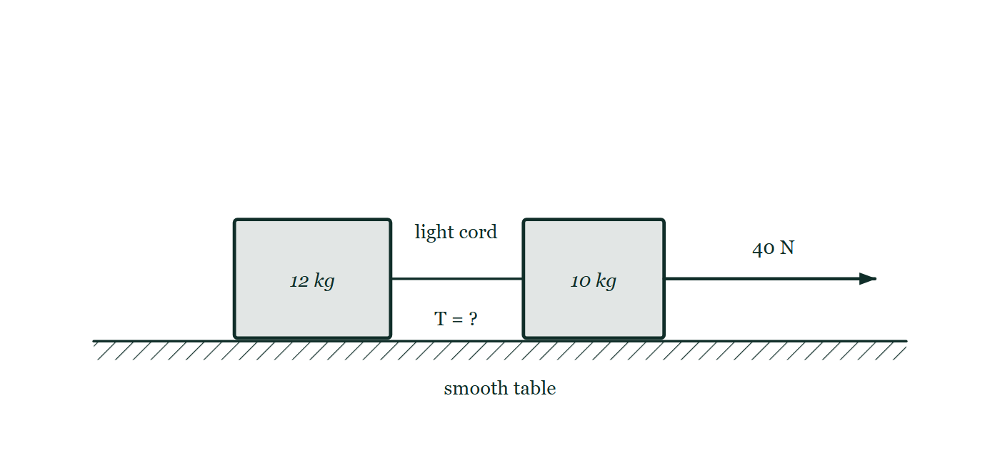 light cord
40 N
12 kg
10 kg
T = ?
smooth table